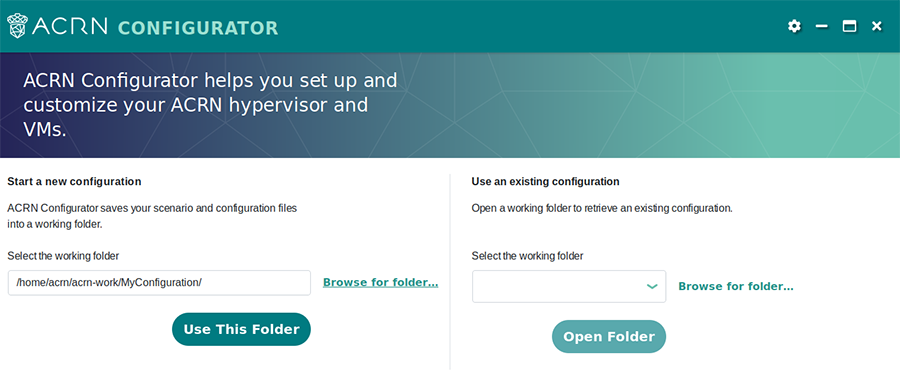 ACRN CONFIGURATOR
ACRN Configurator helps you set up and
customize your ACRN hypervisor and
VMs.
Start a new configuration
ACRN Configurator saves your scenario and configuration files
into a working folder.
Select the working folder
/home/acrn/acrn-work/MyConfiguration/
Browse for folder…
Use This Folder
Use an existing configuration
Open a working folder to retrieve an existing configuration.
Select the working folder
Browse for folder…
Open Folder